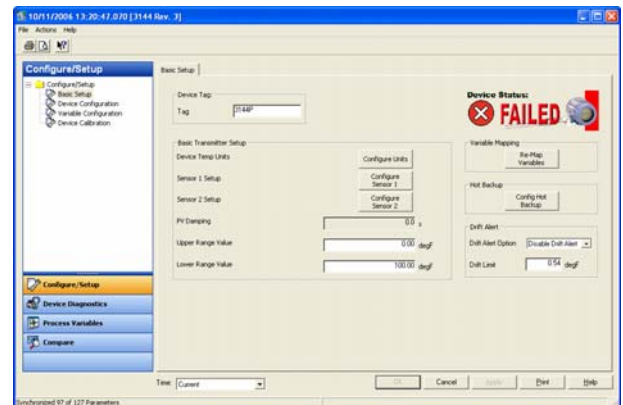 10/11/2006 13:20:47.070 [3144 Rev. 3]
File Actions Help
Configure/Setup
Configure/Setup
Basic Setup
Device Configuration
Variable Configuration
Device Calibration
Configure/Setup
Device Diagnostics
Process Variables
Compare
Basic Setup
Device Tag:
Tag 3144P
Basic Transmitter Setup
Device Temp Units Configure Units
Sensor 1 Setup Configure Sensor 1
Sensor 2 Setup Configure Sensor 2
PV Damping 0.0 s
Upper Range Value 0.00 degF
Lower Range Value 100.00 degF
Device Status:
FAILED
Variable Mapping
Re-Map Variables
Hot Backup
Config Hot Backup
Drift Alert
Drift Alert Option Disable Drift Alert
Drift Limit 0.54 degF
Time: Current
OK Cancel Apply Print Help
Synchronized 97 of 127 Parameters